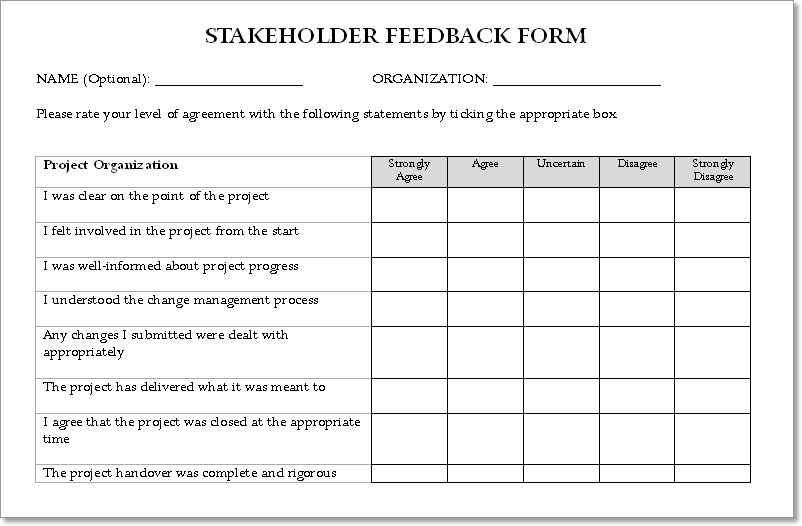 STAKEHOLDER FEEDBACK FORM
NAME (Optional): ____________________ ORGANIZATION: _______________________
Please rate your level of agreement with the following statements by ticking the appropriate box
Project Organization
Strongly
Agree
Agree
Uncertain
Disagree
Strongly
Disagree
I was clear on the point of the project
I felt involved in the project from the start
I was well-informed about project progress
I understood the change management process
Any changes I submitted were dealt with
appropriately
The project has delivered what it was meant to
I agree that the project was closed at the appropriate
time
The project handover was complete and rigorous